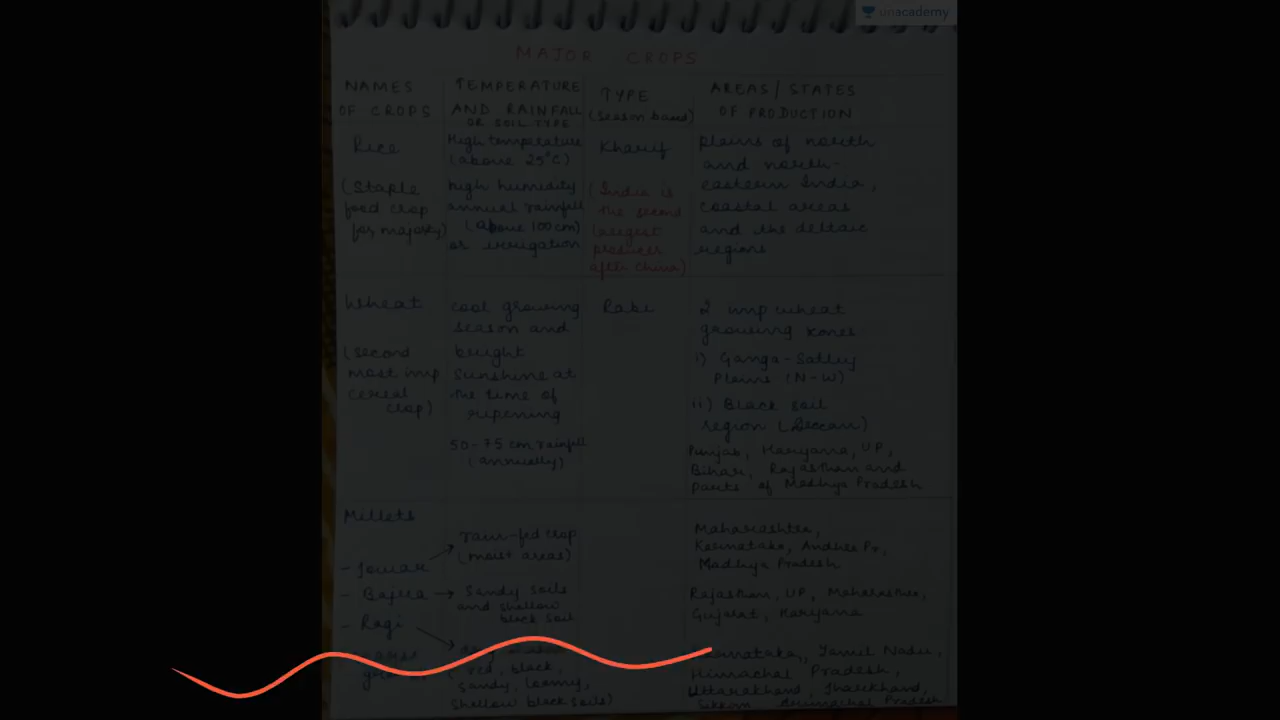 unacademy
MAJOR CROPS
NAMES
OF CROPS
TEMPERATURE
AND RAINFALL
OR SOIL TYPE
TYPE
(Season based)
AREAS/STATES
OF PRODUCTION
Rice
(Staple
food crop
for majority)
High temperature
(above 25°C)
high humidity
annual rainfall
(above 100cm)
or irrigation
Kharif
(India is
the second
largest
producer
after China)
plains of north
and north-
eastern India,
coastal areas
and the deltaic
regions
Wheat
(second
most imp
cereal
crop)
cool growing
season and
bright
sunshine at
the time of
ripening
50-75 cm rainfall
(annually)
Rabi
2 imp wheat
growing zones
i) Ganga-Satluj
Plains (N-W)
ii) Black soil
region (Deccan)
Punjab, Haryana, UP,
Bihar, Rajasthan and
parts of Madhya Pradesh
Millets
- Jowar
- Bajra
- Ragi
rain-fed crop
(moist areas)
Sandy soils
and shallow
black soil
dry
(red, black,
sandy, loamy,
shallow black soils)
Maharashtra,
Karnataka, Andhra Pr,
Madhya Pradesh
Rajasthan, UP, Maharashtra,
Gujarat, Haryana
Karnataka, Tamil Nadu,
Himachal Pradesh,
Uttarakhand, Jharkhand,
Sikkim Arunachal Pradesh